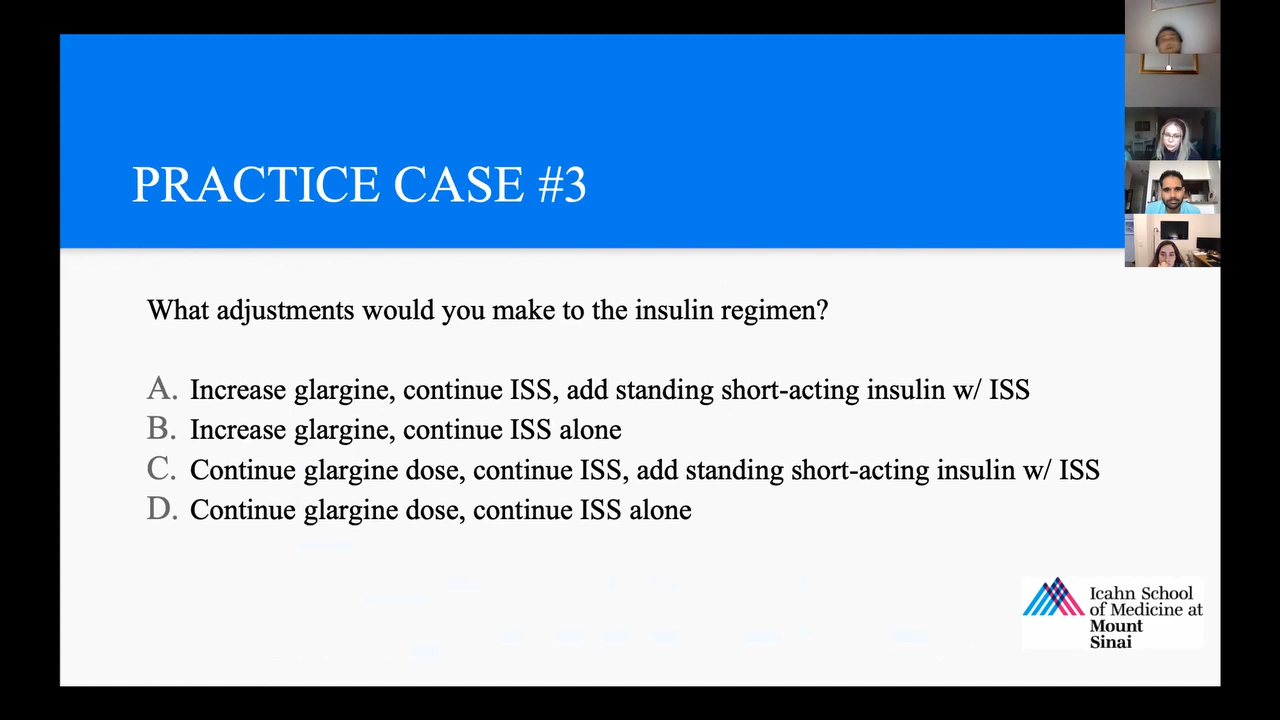 PRACTICE CASE #3
What adjustments would you make to the insulin regimen?
A. Increase glargine, continue ISS, add standing short-acting insulin w/ ISS
B. Increase glargine, continue ISS alone
C. Continue glargine dose, continue ISS, add standing short-acting insulin w/ ISS
D. Continue glargine dose, continue ISS alone
Icahn School
of Medicine at
Mount
Sinai